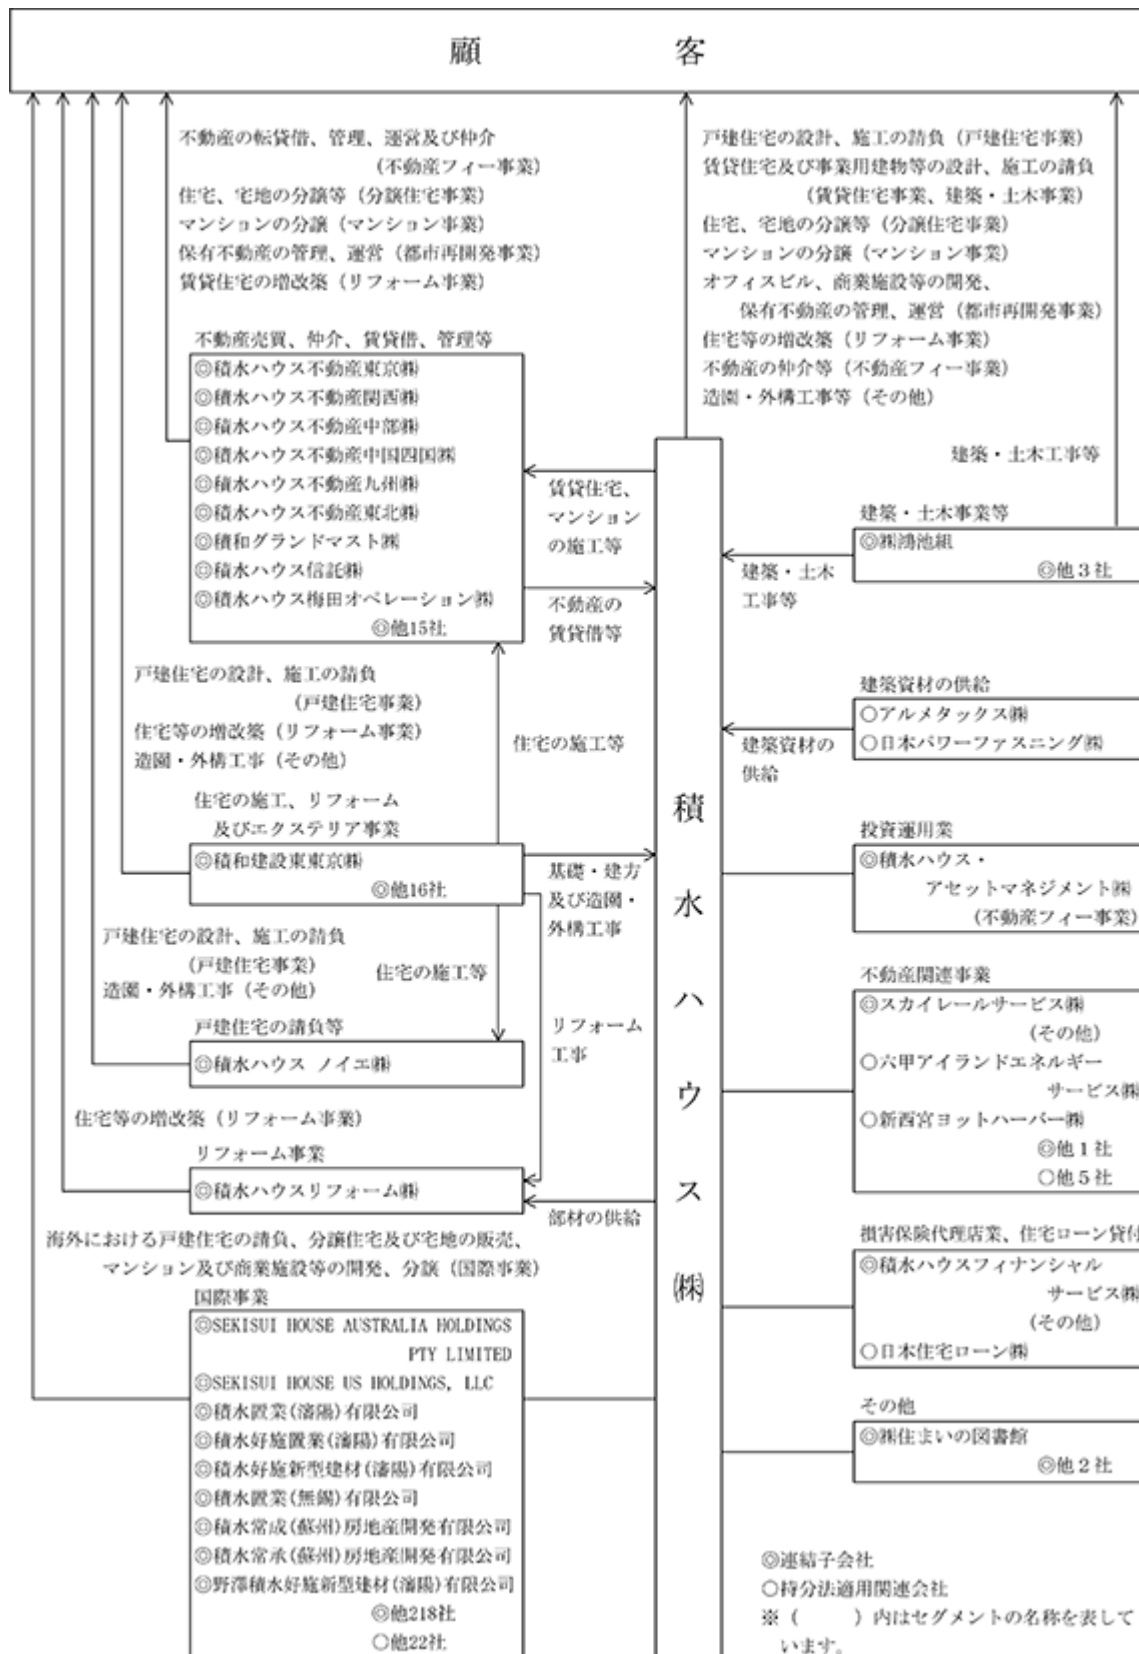 顧　客
不動産の転貸借、管理、運営及び仲介
(不動産フィー事業)
住宅、宅地の分譲等 (分譲住宅事業)
マンションの分譲 (マンション事業)
保有不動産の管理、運営 (都市再開発事業)
賃貸住宅の増改築 (リフォーム事業)
戸建住宅の設計、施工の請負 (戸建住宅事業)
賃貸住宅及び事業用建物等の設計、施工の請負
(賃貸住宅事業、建築・土木事業)
住宅、宅地の分譲等 (分譲住宅事業)
マンションの分譲 (マンション事業)
オフィスビル、商業施設等の開発、
保有不動産の管理、運営 (都市再開発事業)
住宅等の増改築 (リフォーム事業)
不動産の仲介等 (不動産フィー事業)
造園・外構工事等 (その他)
不動産売買、仲介、賃貸借、管理等
◎積水ハウス不動産東京㈱
◎積水ハウス不動産関西㈱
◎積水ハウス不動産中部㈱
◎積水ハウス不動産中国四国㈱
◎積水ハウス不動産九州㈱
◎積水ハウス不動産東北㈱
◎積和グランドマスト㈱
◎積水ハウス信託㈱
◎積水ハウス梅田オペレーション㈱
◎他15社
賃貸住宅、
マンション
の施工等
不動産の
賃貸借等
建築・土木工事等
建築・土木事業等
◎㈱鴻池組
◎他３社
建築・土木
工事等
戸建住宅の設計、施工の請負
(戸建住宅事業)
住宅等の増改築 (リフォーム事業)
造園・外構工事 (その他)
住宅の施工等
建築資材の供給
○アルメタックス㈱
○日本パワーファスニング㈱
建築資材の
供給
住宅の施工、リフォーム
及びエクステリア事業
◎積和建設東東京㈱
◎他16社
基礎・建方
及び造園・
外構工事
積水ハウス㈱
投資運用業
◎積水ハウス・
アセットマネジメント㈱
(不動産フィー事業)
戸建住宅の設計、施工の請負
(戸建住宅事業)
造園・外構工事 (その他)
住宅の施工等
戸建住宅の請負等
◎積水ハウス ノイエ㈱
リフォーム
工事
不動産関連事業
◎スカイレールサービス㈱
(その他)
○六甲アイランドエネルギー
サービス㈱
○新西宮ヨットハーバー㈱
◎他１社
○他５社
住宅等の増改築 (リフォーム事業)
リフォーム事業
◎積水ハウスリフォーム㈱
部材の供給
損害保険代理店業、住宅ローン貸付
◎積水ハウスフィナンシャル
サービス㈱
(その他)
○日本住宅ローン㈱
海外における戸建住宅の請負、分譲住宅及び宅地の販売、
マンション及び商業施設等の開発、分譲 (国際事業)
国際事業
◎SEKISUI HOUSE AUSTRALIA HOLDINGS
PTY LIMITED
◎SEKISUI HOUSE US HOLDINGS, LLC
◎積水置業(瀋陽)有限公司
◎積水好施置業(瀋陽)有限公司
◎積水好施新型建材(瀋陽)有限公司
◎積水置業(無錫)有限公司
◎積水常成(蘇州)房地産開発有限公司
◎積水常承(蘇州)房地産開発有限公司
◎野澤積水好施新型建材(瀋陽)有限公司
◎他218社
○他22社
その他
◎㈱住まいの図書館
◎他２社
◎連結子会社
○持分法適用関連会社
※ (　　　) 内はセグメントの名称を表して
います。